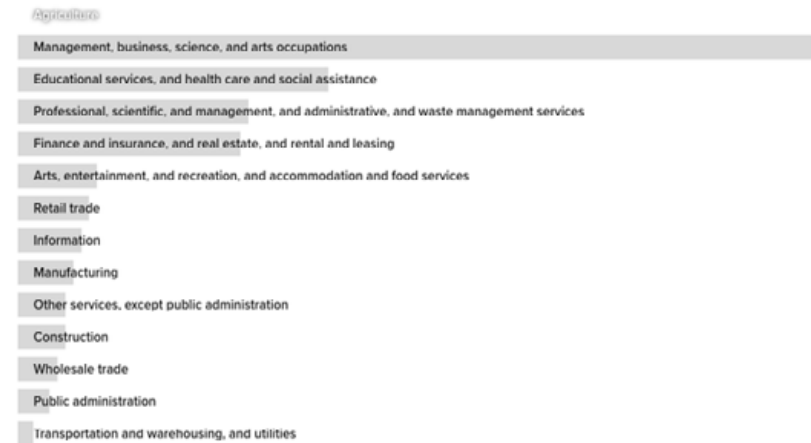 Agriculture
Management, business, science, and arts occupations
Educational services, and health care and social assistance
Professional, scientific, and management, and administrative, and waste management services
Finance and insurance, and real estate, and rental and leasing
Arts, entertainment, and recreation, and accommodation and food services
Retail trade
Information
Manufacturing
Other services, except public administration
Construction
Wholesale trade
Public administration
Transportation and warehousing, and utilities